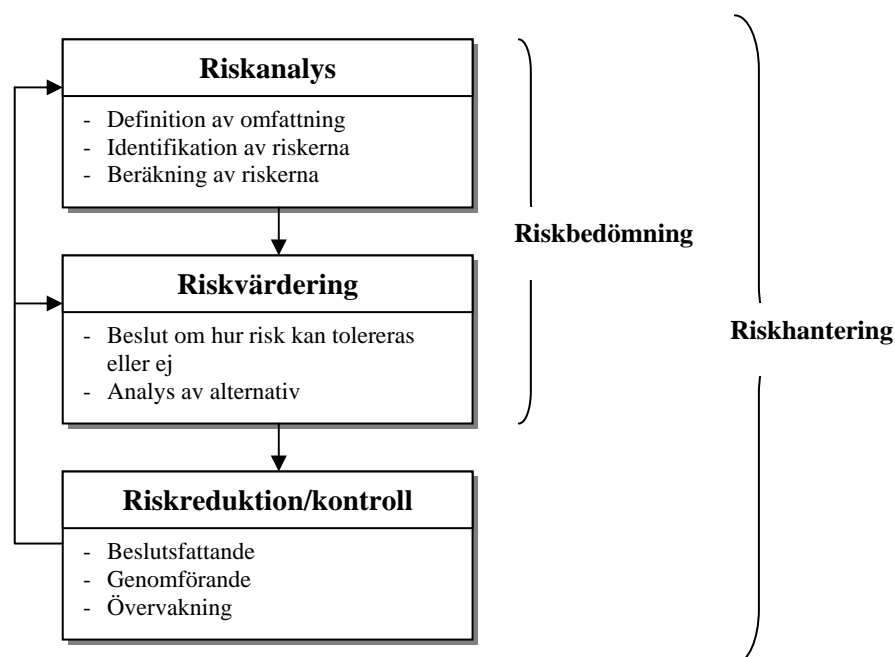 Riskanalys
- Definition av omfattning
- Identifikation av riskerna
- Beräkning av riskerna
Riskvärdering
- Beslut om hur risk kan tolereras
eller ej
- Analys av alternativ
Riskreduktion/kontroll
- Beslutsfattande
- Genomförande
- Övervakning
Riskbedömning
Riskhantering